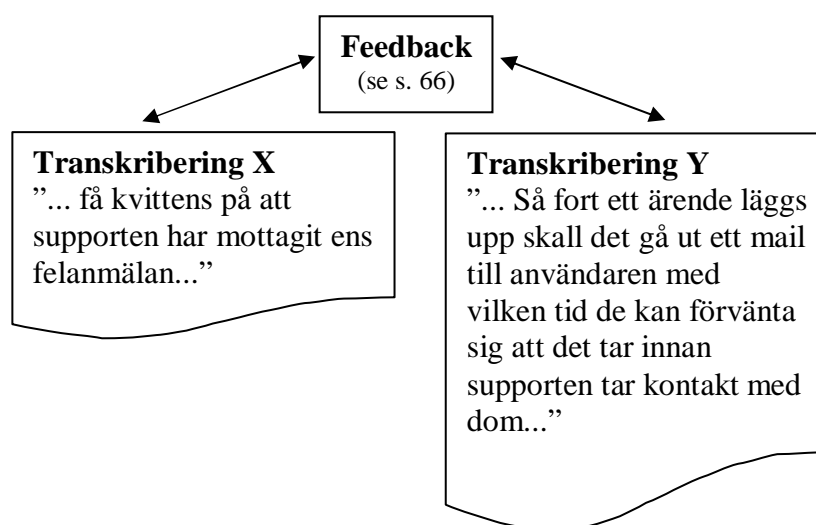 Feedback
(se s. 66)
Transkribering X
”... få kvittens på att
supporten har mottagit ens
felanmälan...”
Transkribering Y
”... Så fort ett ärende läggs
upp skall det gå ut ett mail
till användaren med
vilken tid de kan förvänta
sig att det tar innan
supporten tar kontakt med
dom...”